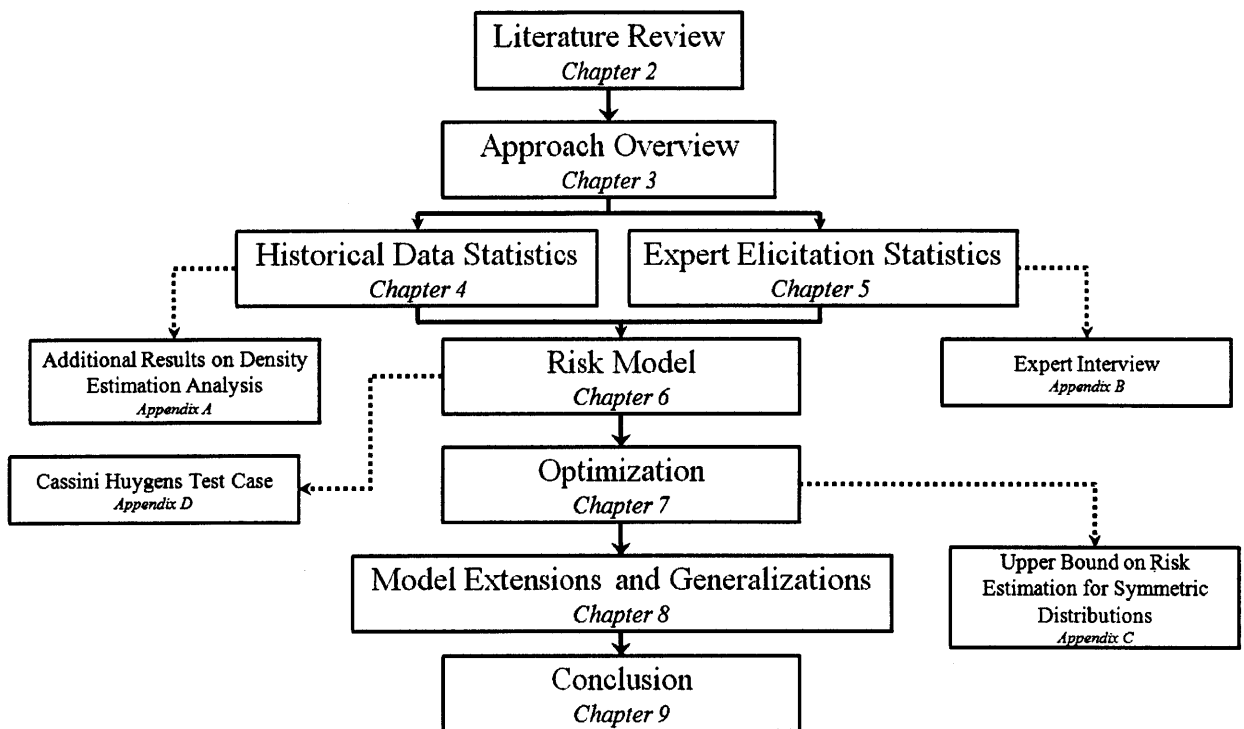 Literature Review
Chapter 2
Approach Overview
Chapter 3
Historical Data Statistics
Chapter 4
Expert Elicitation Statistics
Chapter 5
Additional Results on Density
Estimation Analysis
Appendix A
Risk Model
Chapter 6
Expert Interview
Appendix B
Cassini Huygens Test Case
Appendix D
Optimization
Chapter 7
Upper Bound on Risk
Estimation for Symmetric
Distributions
Appendix C
Model Extensions and Generalizations
Chapter 8
Conclusion
Chapter 9